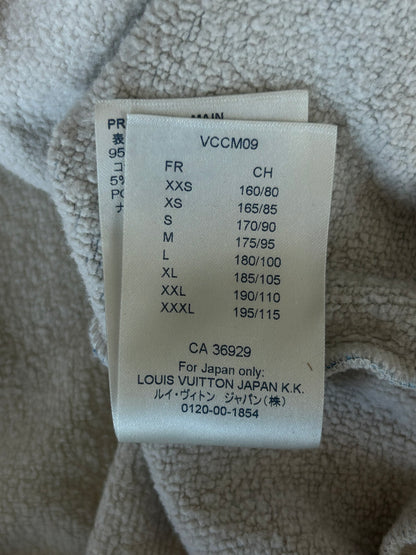 MAIN
PR
表
95
コ
5%
ナ
VCCM09
FR CH
XXS 160/80
XS 165/85
S 170/90
M 175/95
L 180/100
XL 185/105
XXL 190/110
XXXL 195/115
CA 36929
For Japan only:
LOUIS VUITTON JAPAN K.K.
ルイ・ヴィトン ジャパン(株)
0120-00-1854